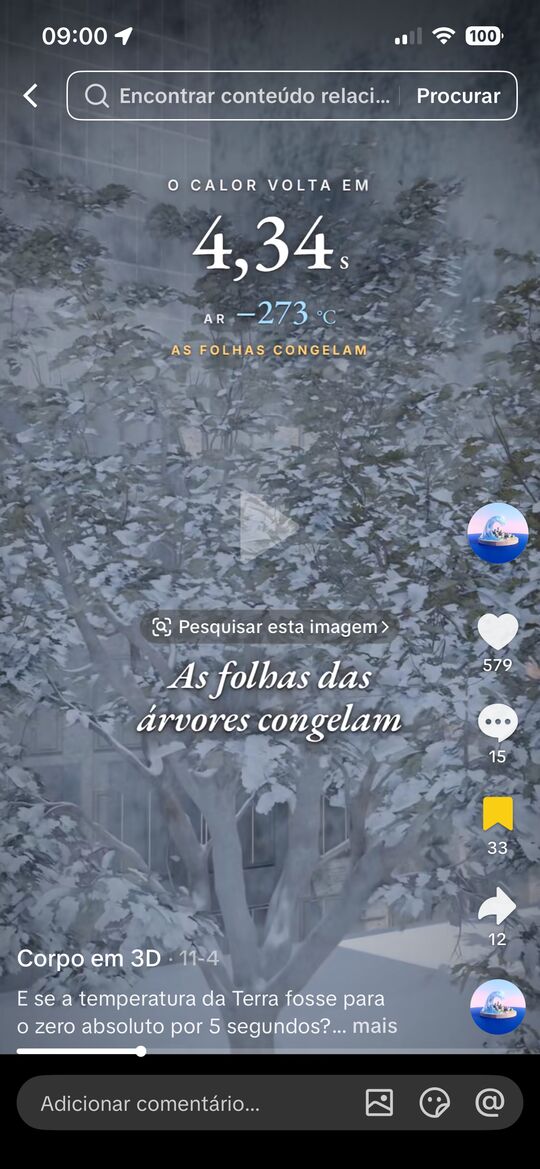 09:00
100
Encontrar conteúdo relaci...
Procurar
O CALOR VOLTA EM
4,34 s
AR −273 °C
AS FOLHAS CONGELAM
Pesquisar esta imagem
As folhas das
árvores congelam
579
15
33
12
Corpo em 3D · 11-4
E se a temperatura da Terra fosse para
o zero absoluto por 5 segundos?... mais
Adicionar comentário...